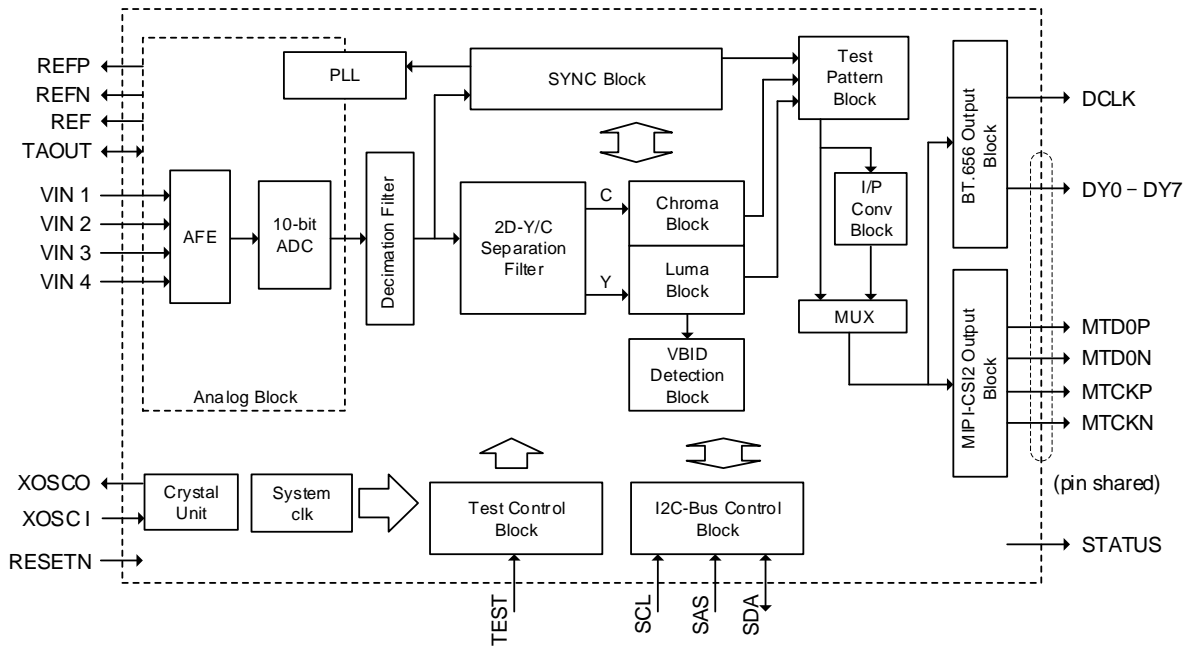 REFP
REFN
REF
TAOUT
VIN 1
VIN 2
VIN 3
VIN 4
AFE
10-bit
ADC
Analog Block
PLL
Decimation Filter
SYNC Block
2D-Y/C
Separation
Filter
C
Y
Chroma
Block
Luma
Block
VBID
Detection
Block
Test
Pattern
Block
I/P
Conv
Block
MUX
BT.656 Output
Block
MIPI-CSI2 Output
Block
DCLK
DY0 – DY7
MTD0P
MTD0N
MTCKP
MTCKN
(pin shared)
STATUS
XOSCO
XOSCI
RESETN
Crystal
Unit
System
clk
Test Control
Block
I2C-Bus Control
Block
TEST
SCL
SAS
SDA